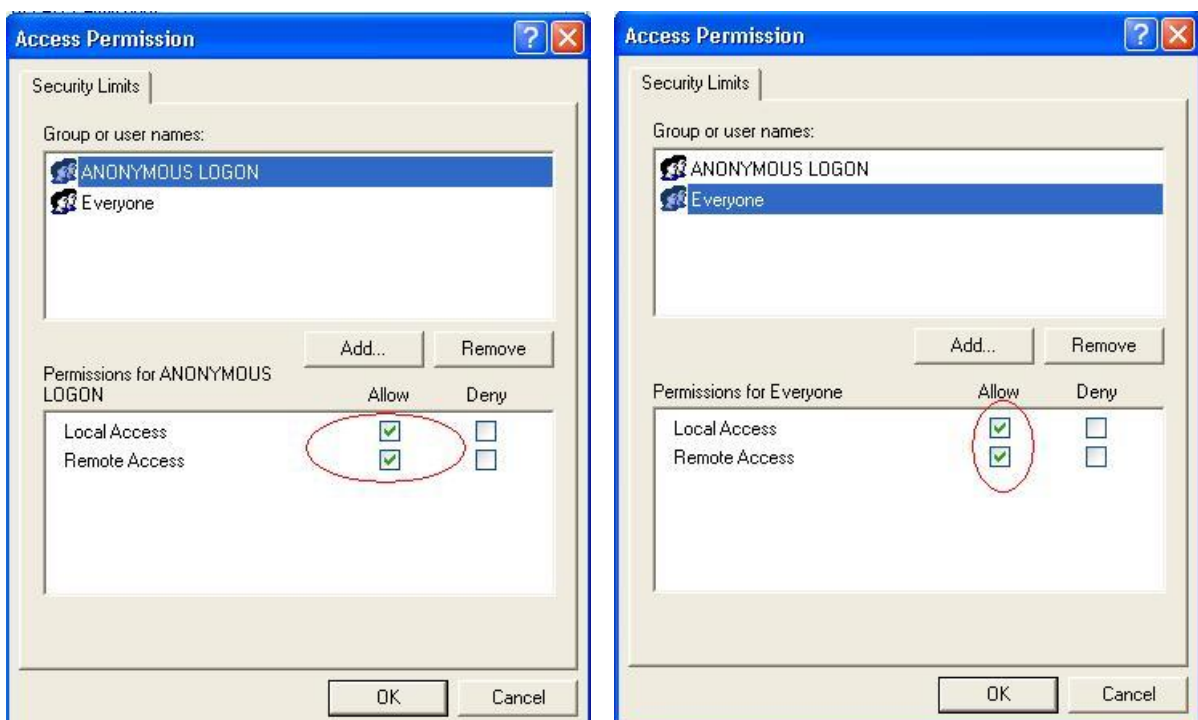 Access Permission
Security Limits
Group or user names:
ANONYMOUS LOGON
Everyone
Add... Remove
Permissions for ANONYMOUS
LOGON Allow Deny
Local Access
Remote Access
OK Cancel
Access Permission
Security Limits
Group or user names:
ANONYMOUS LOGON
Everyone
Add... Remove
Permissions for Everyone Allow Deny
Local Access
Remote Access
OK Cancel